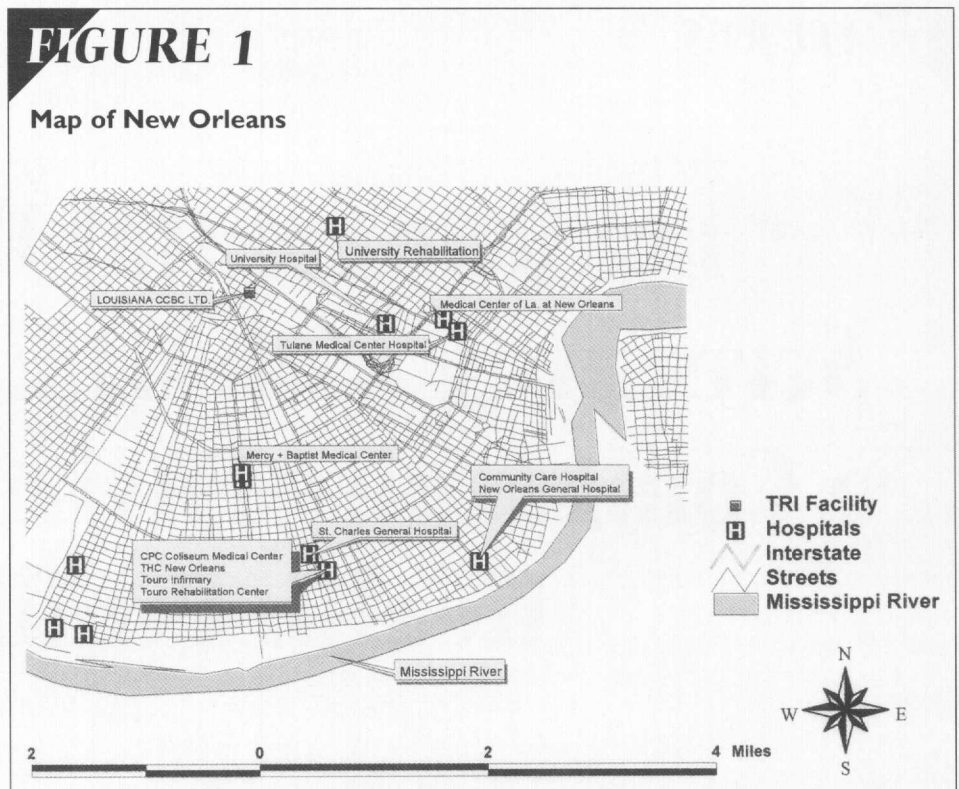 FIGURE 1
Map of New Orleans
University Rehabilitation
University Hospital
LOUISIANA CCBC LTD.
Medical Center of La. at New Orleans
Tulane Medical Center Hospital
Mercy + Baptist Medical Center
Community Care Hospital
New Orleans General Hospital
St. Charles General Hospital
CPC Coliseum Medical Center
THC New Orleans
Touro Infirmary
Touro Rehabilitation Center
Mississippi River
H
H
H
H
H
H
H
H
H
H
H
TRI Facility
H Hospitals
Interstate
Streets
Mississippi River
N
W E
S
2 0 2 4 Miles